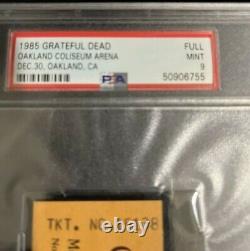 1985 GRATEFUL DEAD FULL
OAKLAND COLISEUM ARENA MINT
DEC. 30, OAKLAND, CA 9
PSA 50906755
TKT. NO.